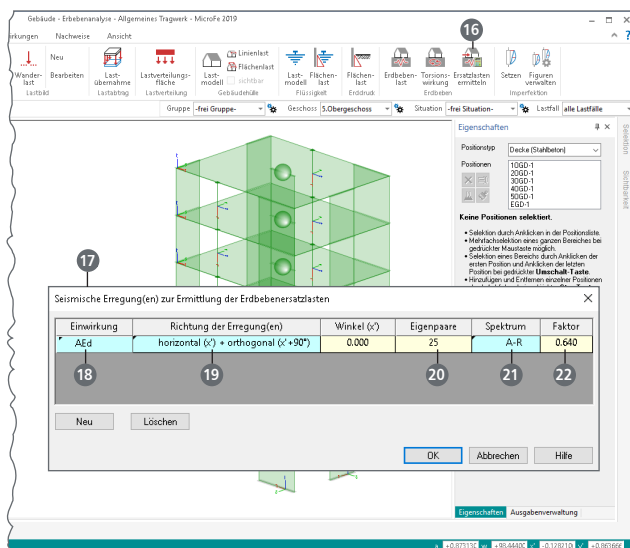 Gebäude - Erbebenanalyse - Allgemeines Tragwerk - MicroFe 2019
rkungen Nachweise Ansicht
16
Wander-
last
Neu
Bearbeiten
Last-
übernahme
Lastverteilungs-
fläche
Last-
modell
Linienlast
Flächenlast
sichtbar
Last-
modell
Flächen-
last
Flächen-
last
Erdbeben-
last
Torsions-
wirkung
Ersatzlasten
ermitteln
Setzen
Figuren
verwalten
Lastbild Lastabtrag Lastverteilung Gebäudehülle Flüssigkeit Erddruck Erdbeben Imperfektion
Gruppe -frei Gruppe- Geschoss 5.Obergeschoss Situation -frei Situation- Lastfall alle Lastfälle
Eigenschaften
Positionstyp Decke (Stahlbeton)
Positionen
10GD-1
20GD-1
30GD-1
40GD-1
50GD-1
EGD-1
Keine Positionen selektiert.
• Selektion durch Anklicken in der Positionsliste.
• Mehrfachselektion eines ganzen Bereiches bei
gedrückter Maustaste möglich.
• Selektion eines Bereichs durch Anklicken der
ersten Position und Anklicken der letzten
Position bei gedrückter Umschalt-Taste.
• Hinzufügen und Entfernen einzelner Positionen
Selektion
Sichtbarkeit
17
Seismische Erregung(en) zur Ermittlung der Erdbebenersatzlasten
Einwirkung Richtung der Erregung(en) Winkel (x') Eigenpaare Spektrum Faktor
AEd horizontal (x') + orthogonal (x'+90°) 0.000 25 A-R 0.640
18 19 20 21 22
Neu Löschen
OK Abbrechen Hilfe
Eigenschaften Ausgabenverwaltung